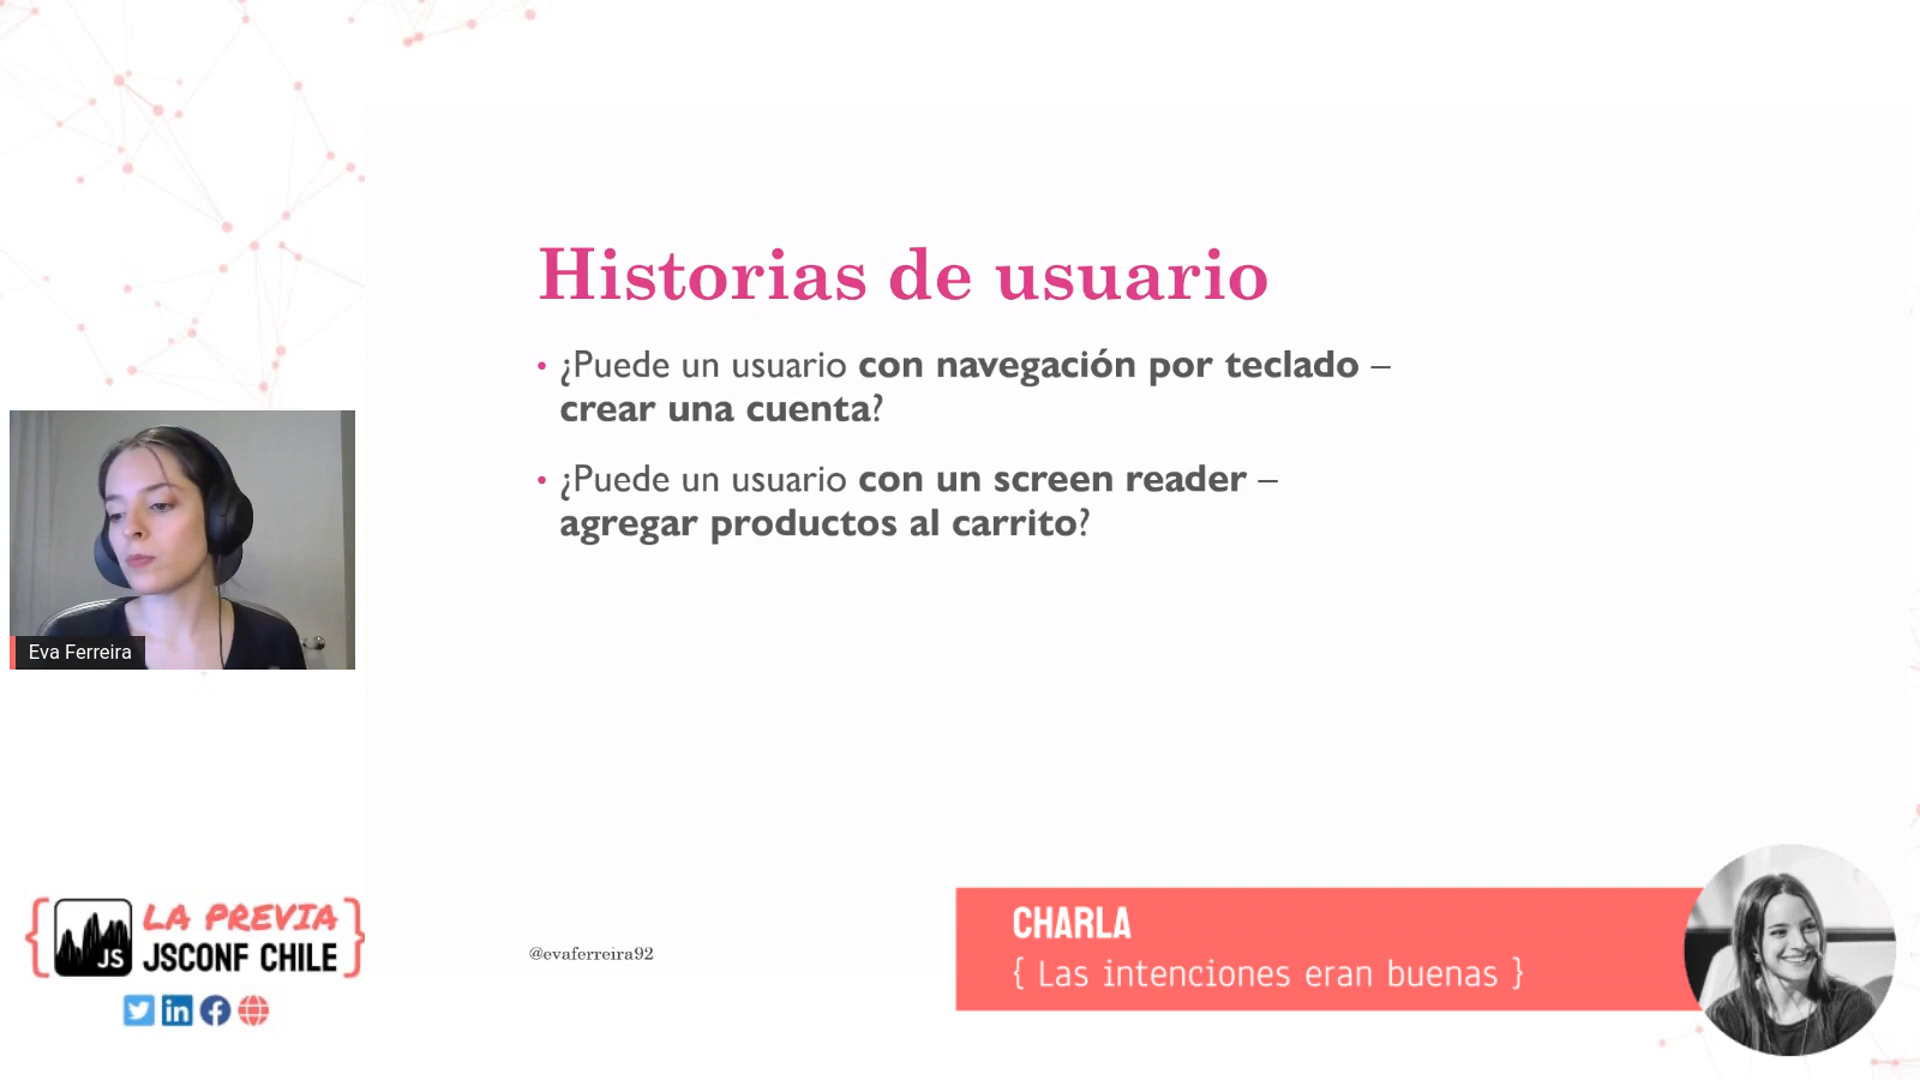 Historias de usuario
• ¿Puede un usuario con navegación por teclado –
crear una cuenta?
• ¿Puede un usuario con un screen reader –
agregar productos al carrito?
Eva Ferreira
{ JS LA PREVIA }
JSCONF CHILE
@evaferreira92
CHARLA
{ Las intenciones eran buenas }